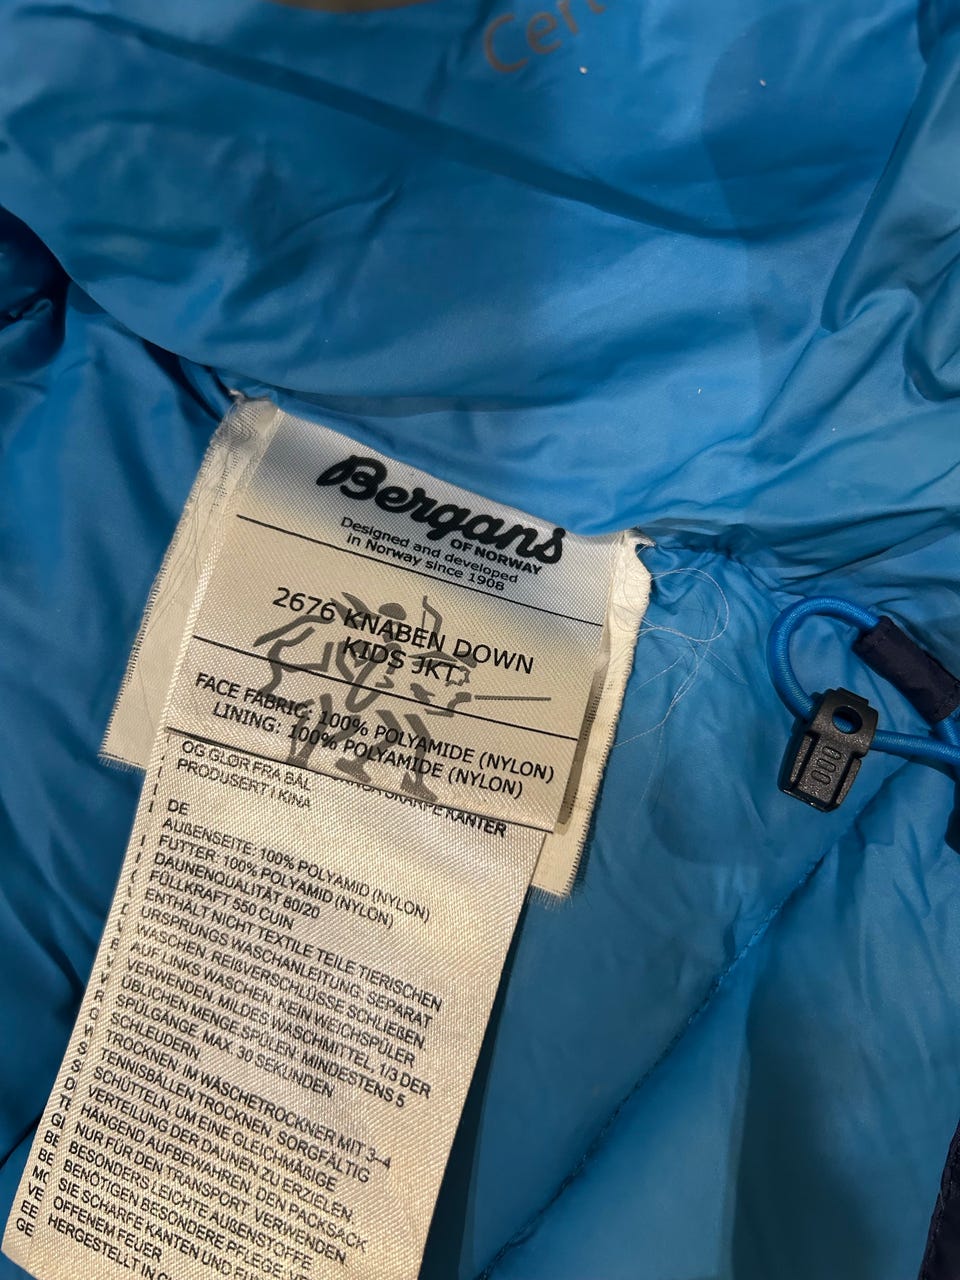 Cert
Bergans
OF NORWAY
Designed and developed
in Norway since 1908
2676 KNABEN DOWN
KIDS JKT.
FACE FABRIC: 100% POLYAMIDE (NYLON)
LINING: 100% POLYAMIDE (NYLON)
SKARPE KANTER
OG GLØR FRA BÅL
PRODUSERT I KINA
DE
AUßENSEITE: 100% POLYAMID (NYLON)
FUTTER: 100% POLYAMID (NYLON)
DAUNENQUALITÄT 80/20
FÜLLKRAFT 550 CUIN
ENTHÄLT NICHT TEXTILE TEILE TIERISCHEN
URSPRUNGS WASCHANLEITUNG: SEPARAT
WASCHEN. REIßVERSCHLÜSSE SCHLIEßEN.
AUF LINKS WASCHEN. KEIN WEICHSPÜLER
VERWENDEN. MILDES WASCHMITTEL, 1/3 DER
ÜBLICHEN MENGE SPÜLEN: MINDESTENS 5
SPÜLGÄNGE. MAX. 30 SEKUNDEN
SCHLEUDERN
TROCKNEN: IM WÄSCHETROCKNER MIT 3-4
TENNISBÄLLEN TROCKNEN, SORGFÄLTIG
SCHÜTTELN, UM EINE GLEICHMÄßIGE
VERTEILUNG DER DAUNEN ZU ERZIELEN.
HÄNGEND AUFBEWAHREN, DEN PACKSACK
NUR FÜR DEN TRANSPORT VERWENDEN.
BESONDERS LEICHTE AUßENSTOFFE
BENÖTIGEN BESONDERE PFLEGE: VE
SIE SCHARFE KANTEN UND FU
OFFENEM FEUER.
HERGESTELLT IN C